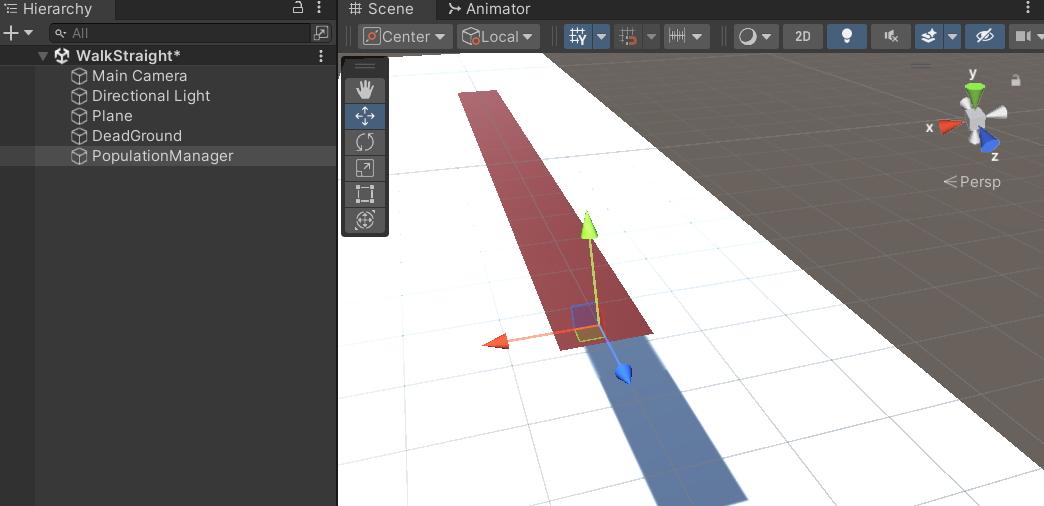 Hierarchy
Scene
Animator
All
Center
Local
2D
WalkStraight*
Main Camera
Directional Light
Plane
DeadGround
PopulationManager
y
x
z
Persp